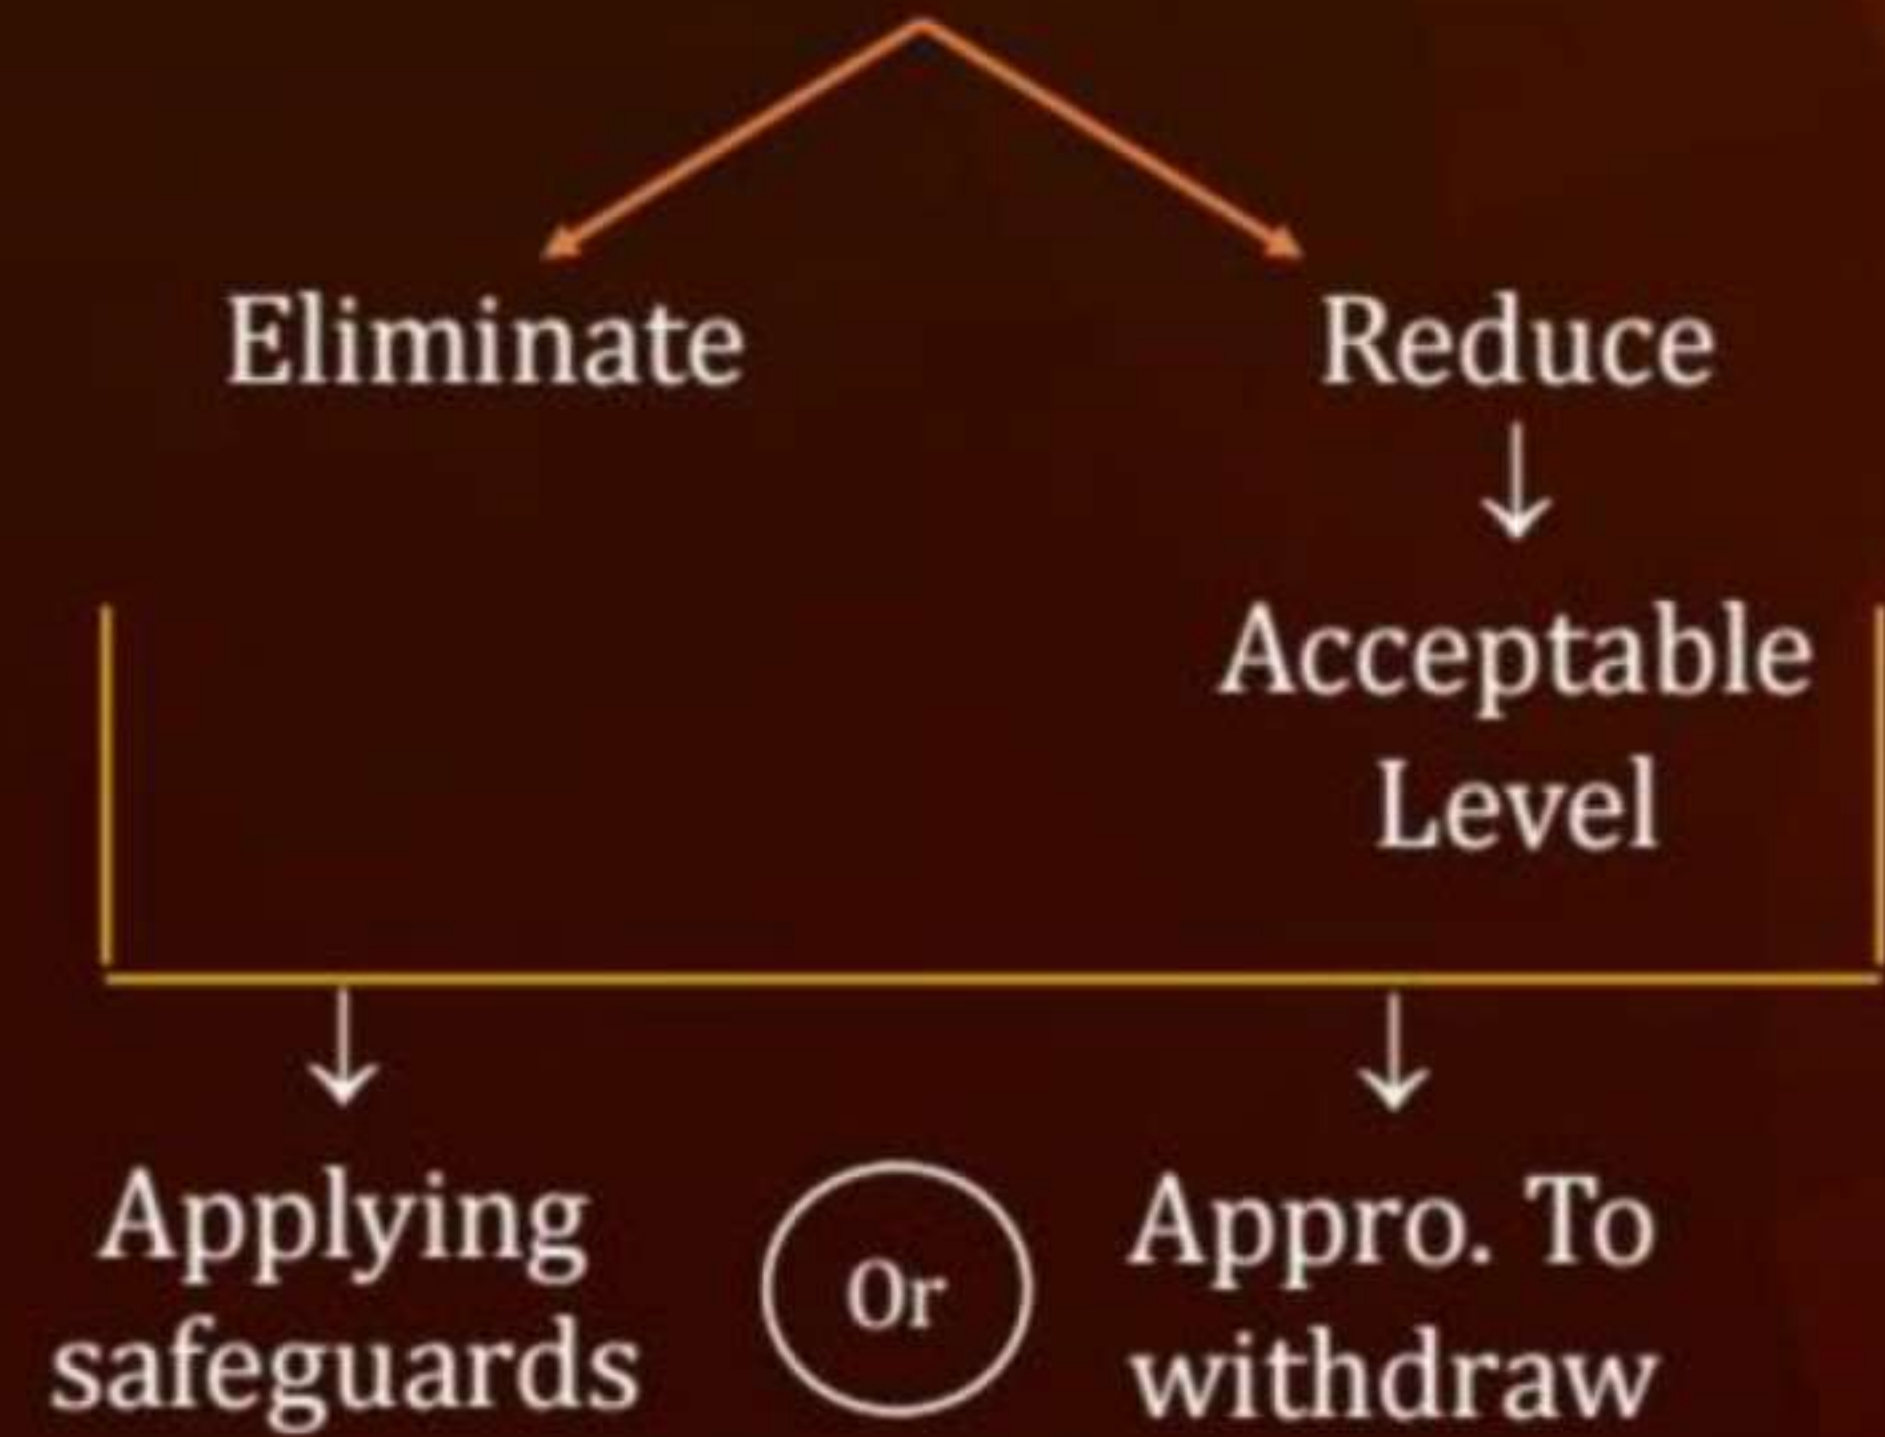 Eliminate
Reduce
Acceptable
Level
Applying
safeguards
Or
Appro. To
withdraw